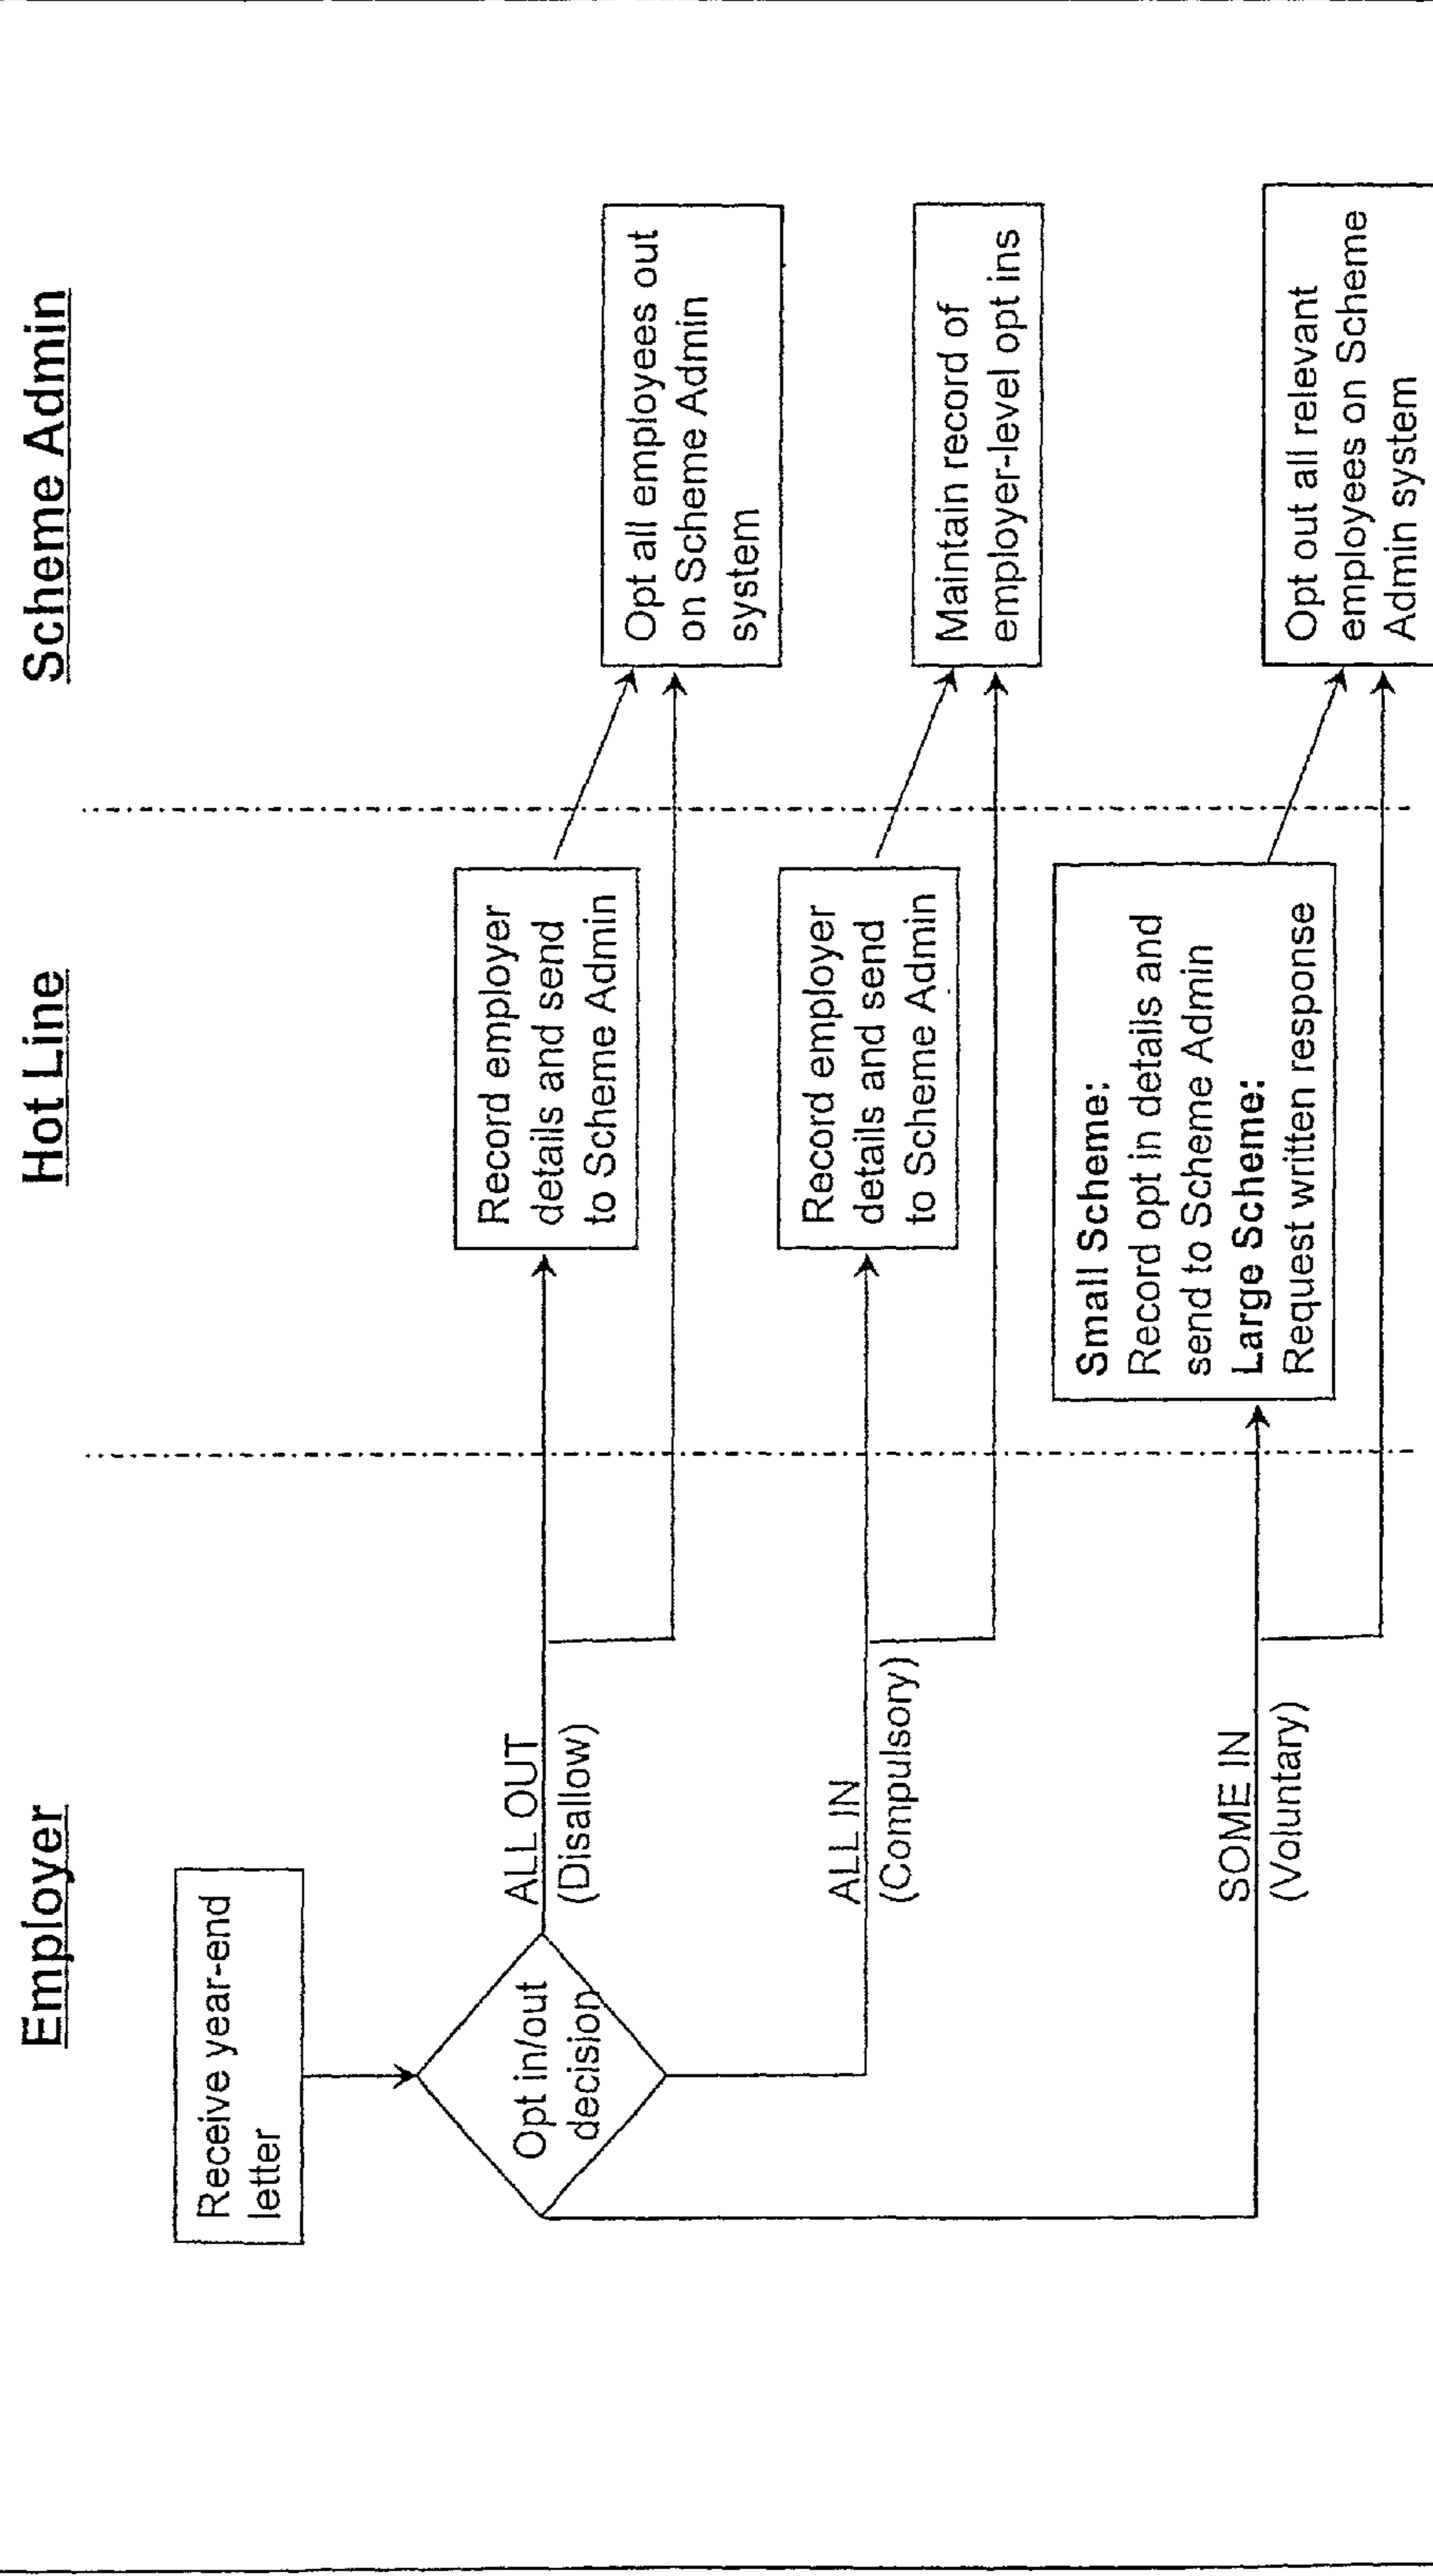 Employer
Hot Line
Scheme Admin
Receive year-end
letter
Opt in/out
decision
ALL OUT
(Disallow)
Record employer
details and send
to Scheme Admin
Opt all employees out
on Scheme Admin
system
ALL IN
(Compulsory)
Record employer
details and send
to Scheme Admin
Maintain record of
employer-level opt ins
SOME IN
(Voluntary)
Small Scheme:
Record opt in details and
send to Scheme Admin
Large Scheme:
Request written response
Opt out all relevant
employees on Scheme
Admin system